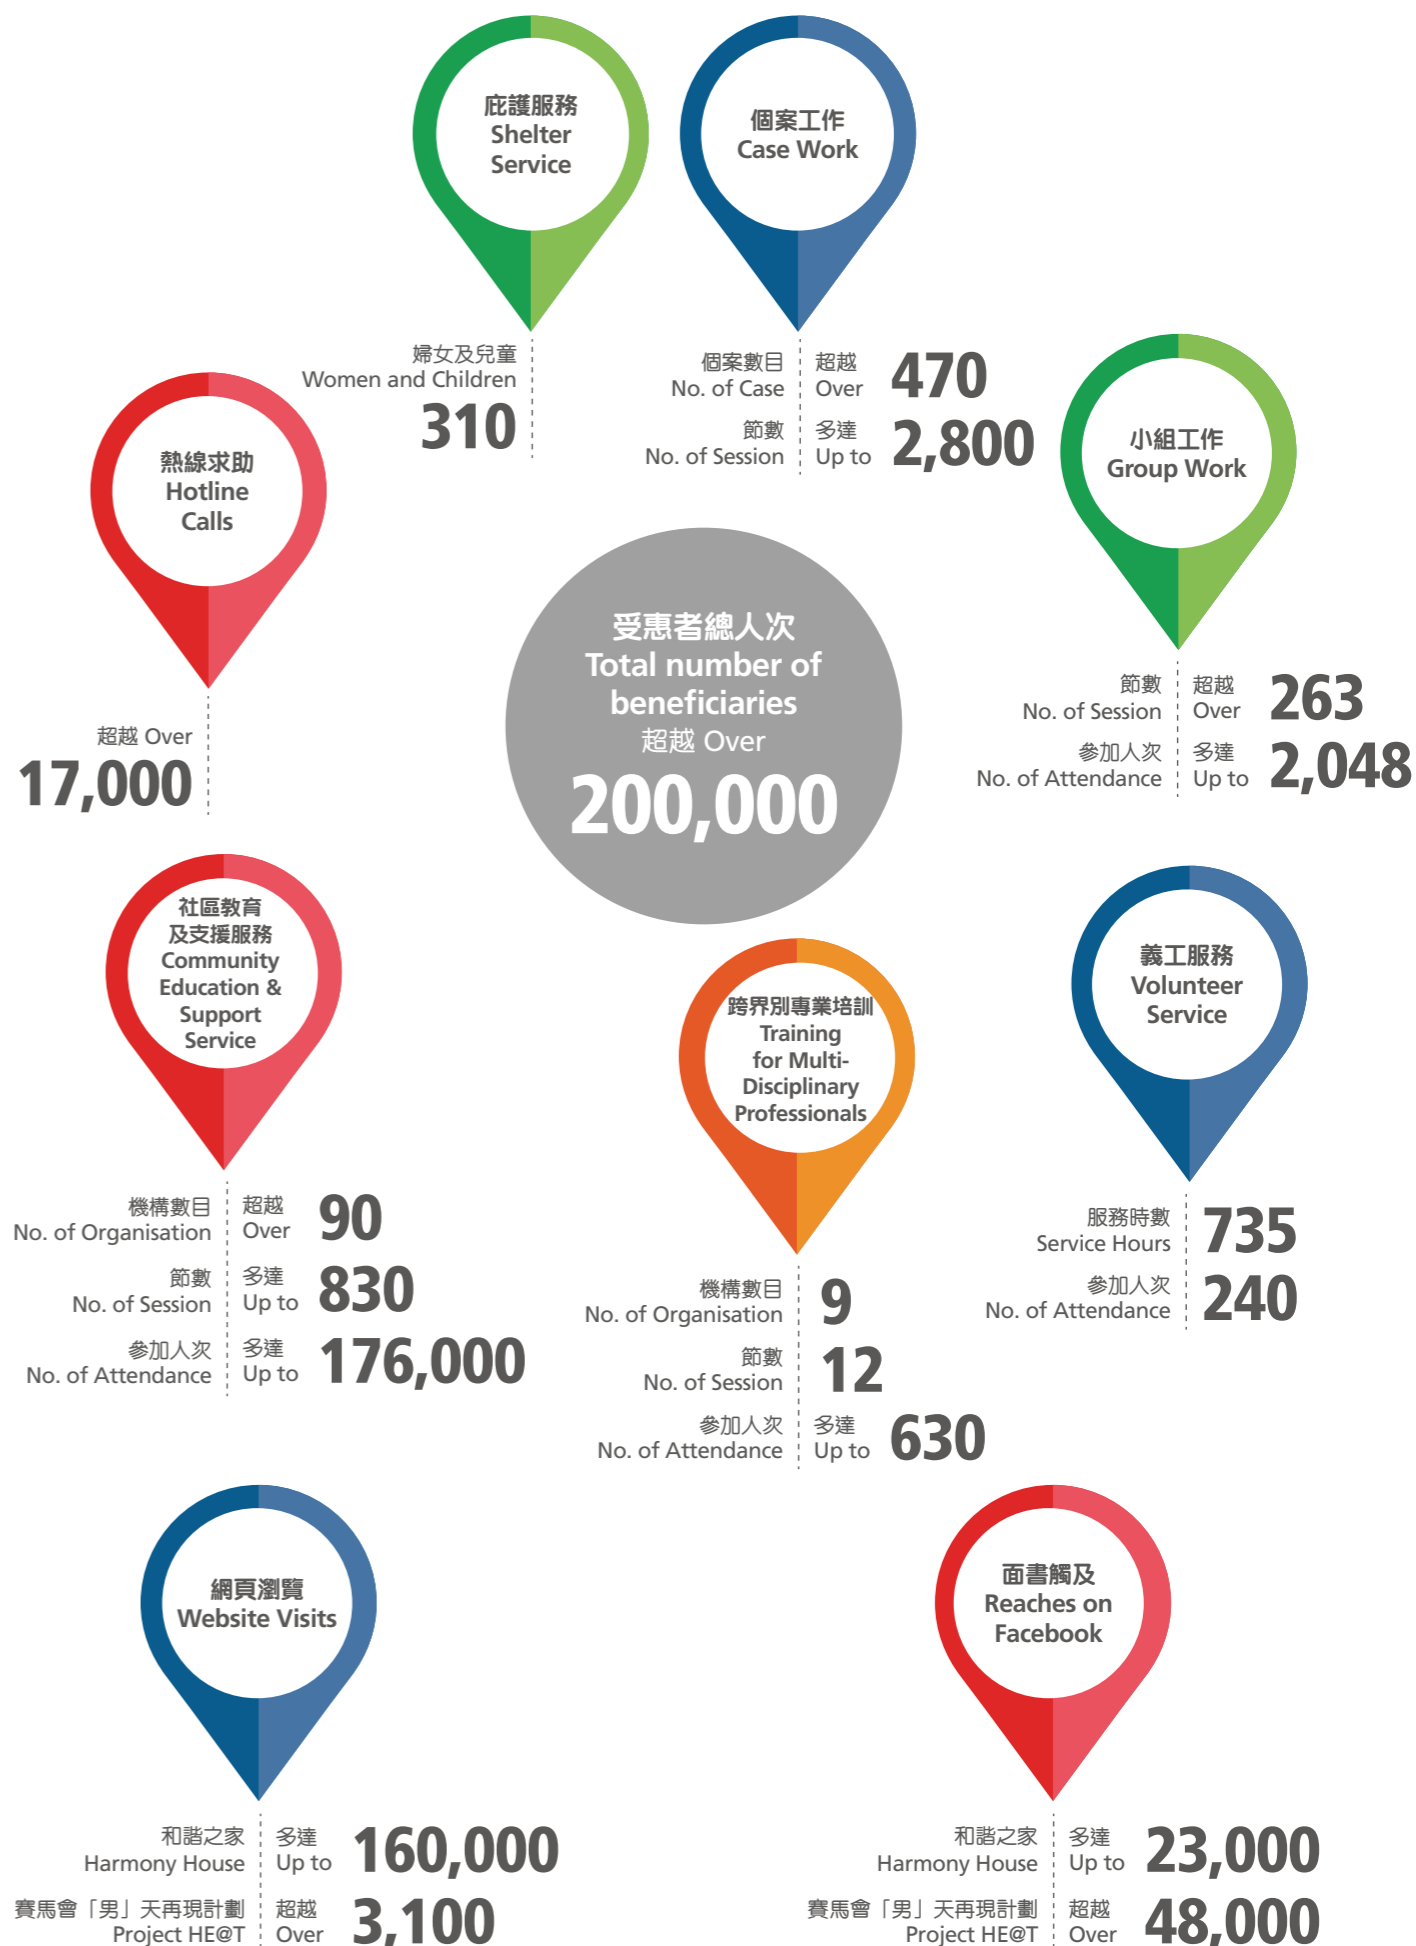 庇護服務
Shelter
Service
婦女及兒童
Women and Children
310
個案工作
Case Work
個案數目 超越
No. of Case Over 470
節數 多達
No. of Session Up to 2,800
熱線求助
Hotline
Calls
超越 Over
17,000
小組工作
Group Work
節數 超越
No. of Session Over 263
參加人次 多達
No. of Attendance Up to 2,048
受惠者總人次
Total number of
beneficiaries
超越 Over
200,000
社區教育
及支援服務
Community
Education &
Support
Service
機構數目 超越
No. of Organisation Over 90
節數 多達
No. of Session Up to 830
參加人次 多達
No. of Attendance Up to 176,000
跨界別專業培訓
Training
for Multi-
Disciplinary
Professionals
機構數目
No. of Organisation 9
節數
No. of Session 12
參加人次 多達
No. of Attendance Up to 630
義工服務
Volunteer
Service
服務時數
Service Hours 735
參加人次
No. of Attendance 240
網頁瀏覽
Website Visits
和諧之家 多達
Harmony House Up to 160,000
賽馬會「男」天再現計劃 超越
Project HE@T Over 3,100
面書觸及
Reaches on
Facebook
和諧之家 多達
Harmony House Up to 23,000
賽馬會「男」天再現計劃 超越
Project HE@T Over 48,000